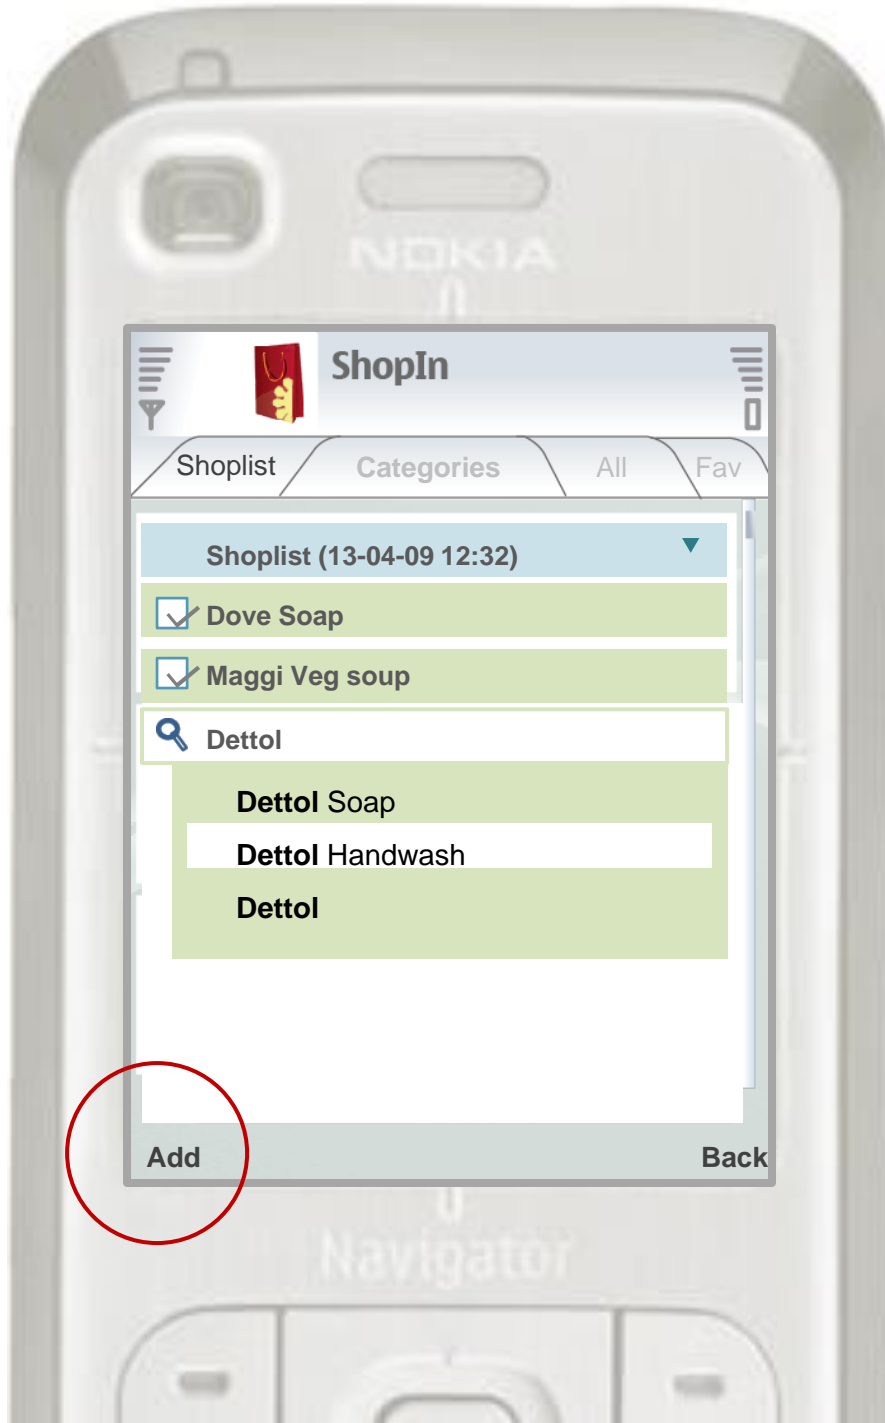 NOKIA
ShopIn
Shoplist Categories All Fav
Shoplist (13-04-09 12:32)
Dove Soap
Maggi Veg soup
Dettol
Dettol Soap
Dettol Handwash
Dettol
Add Back
Navigator